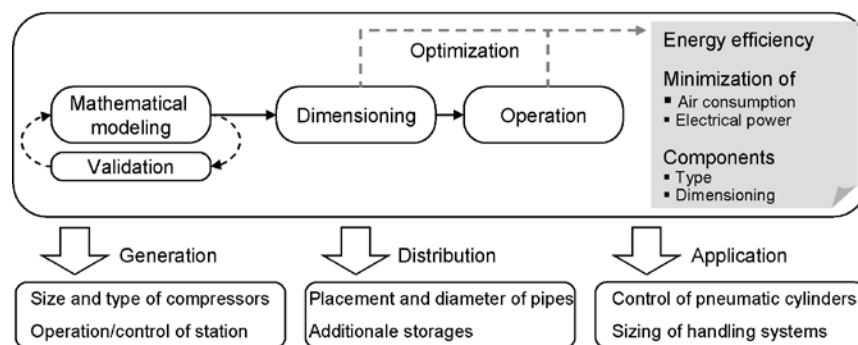 Optimization
Mathematical
modeling
Validation
Dimensioning
Operation
Energy efficiency
Minimization of
▪ Air consumption
▪ Electrical power
Components
▪ Type
▪ Dimensioning
Generation
Distribution
Application
Size and type of compressors
Operation/control of station
Placement and diameter of pipes
Additionale storages
Control of pneumatic cylinders
Sizing of handling systems